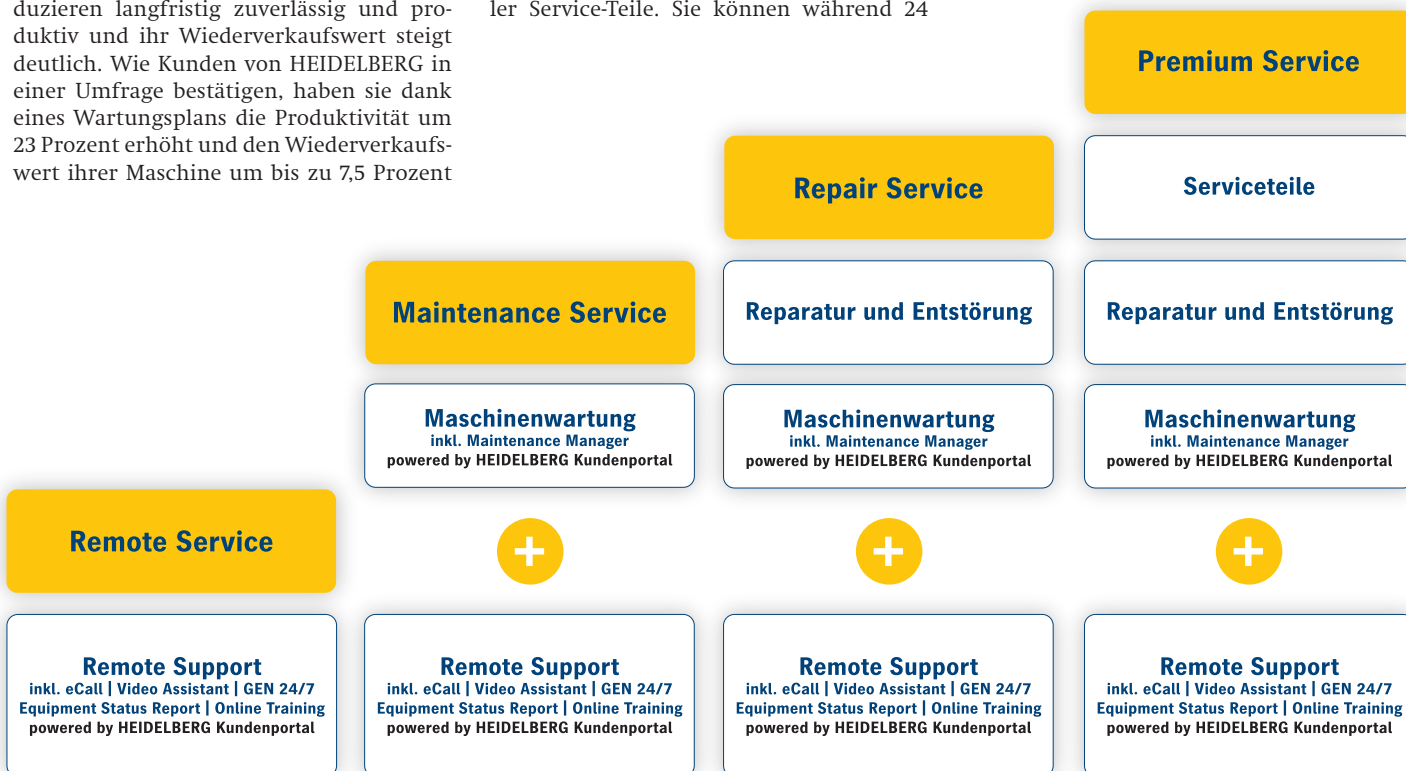 duzieren langfristig zuverlässig und pro-
duktiv und ihr Wiederverkaufswert steigt
deutlich. Wie Kunden von HEIDELBERG in
einer Umfrage bestätigen, haben sie dank
eines Wartungsplans die Produktivität um
23 Prozent erhöht und den Wiederverkaufs-
wert ihrer Maschine um bis zu 7,5 Prozent
ler Service-Teile. Sie können während 24
Remote Service
Remote Support
inkl. eCall | Video Assistant | GEN 24/7
Equipment Status Report | Online Training
powered by HEIDELBERG Kundenportal
Maintenance Service
Maschinenwartung
inkl. Maintenance Manager
powered by HEIDELBERG Kundenportal
+
Remote Support
inkl. eCall | Video Assistant | GEN 24/7
Equipment Status Report | Online Training
powered by HEIDELBERG Kundenportal
Repair Service
Reparatur und Entstörung
Maschinenwartung
inkl. Maintenance Manager
powered by HEIDELBERG Kundenportal
+
Remote Support
inkl. eCall | Video Assistant | GEN 24/7
Equipment Status Report | Online Training
powered by HEIDELBERG Kundenportal
Premium Service
Serviceteile
Reparatur und Entstörung
Maschinenwartung
inkl. Maintenance Manager
powered by HEIDELBERG Kundenportal
+
Remote Support
inkl. eCall | Video Assistant | GEN 24/7
Equipment Status Report | Online Training
powered by HEIDELBERG Kundenportal